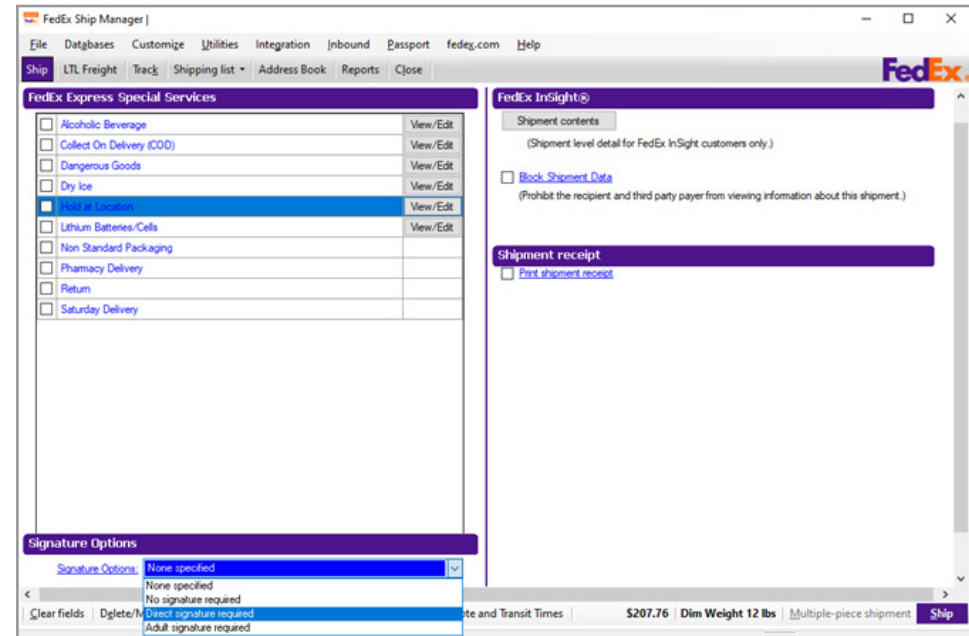 FedEx Ship Manager |
File Databases Customize Utilities Integration Inbound Passport fedex.com Help
Ship LTL Freight Track Shipping list Address Book Reports Close
FedEx
FedEx Express Special Services
Alcoholic Beverage View/Edit
Collect On Delivery (COD) View/Edit
Dangerous Goods View/Edit
Dry Ice View/Edit
Hold at Location View/Edit
Lithium Batteries/Cells View/Edit
Non Standard Packaging
Pharmacy Delivery
Return
Saturday Delivery
FedEx InSight®
Shipment contents
(Shipment level detail for FedEx InSight customers only.)
Block Shipment Data
(Prohibit the recipient and third party payer from viewing information about this shipment.)
Shipment receipt
Print shipment receipt
Signature Options
Signature Options: None specified
None specified
No signature required
Direct signature required
Adult signature required
Clear fields Delete/M and Transit Times $207.76 Dim Weight 12 lbs Multiple-piece shipment Ship